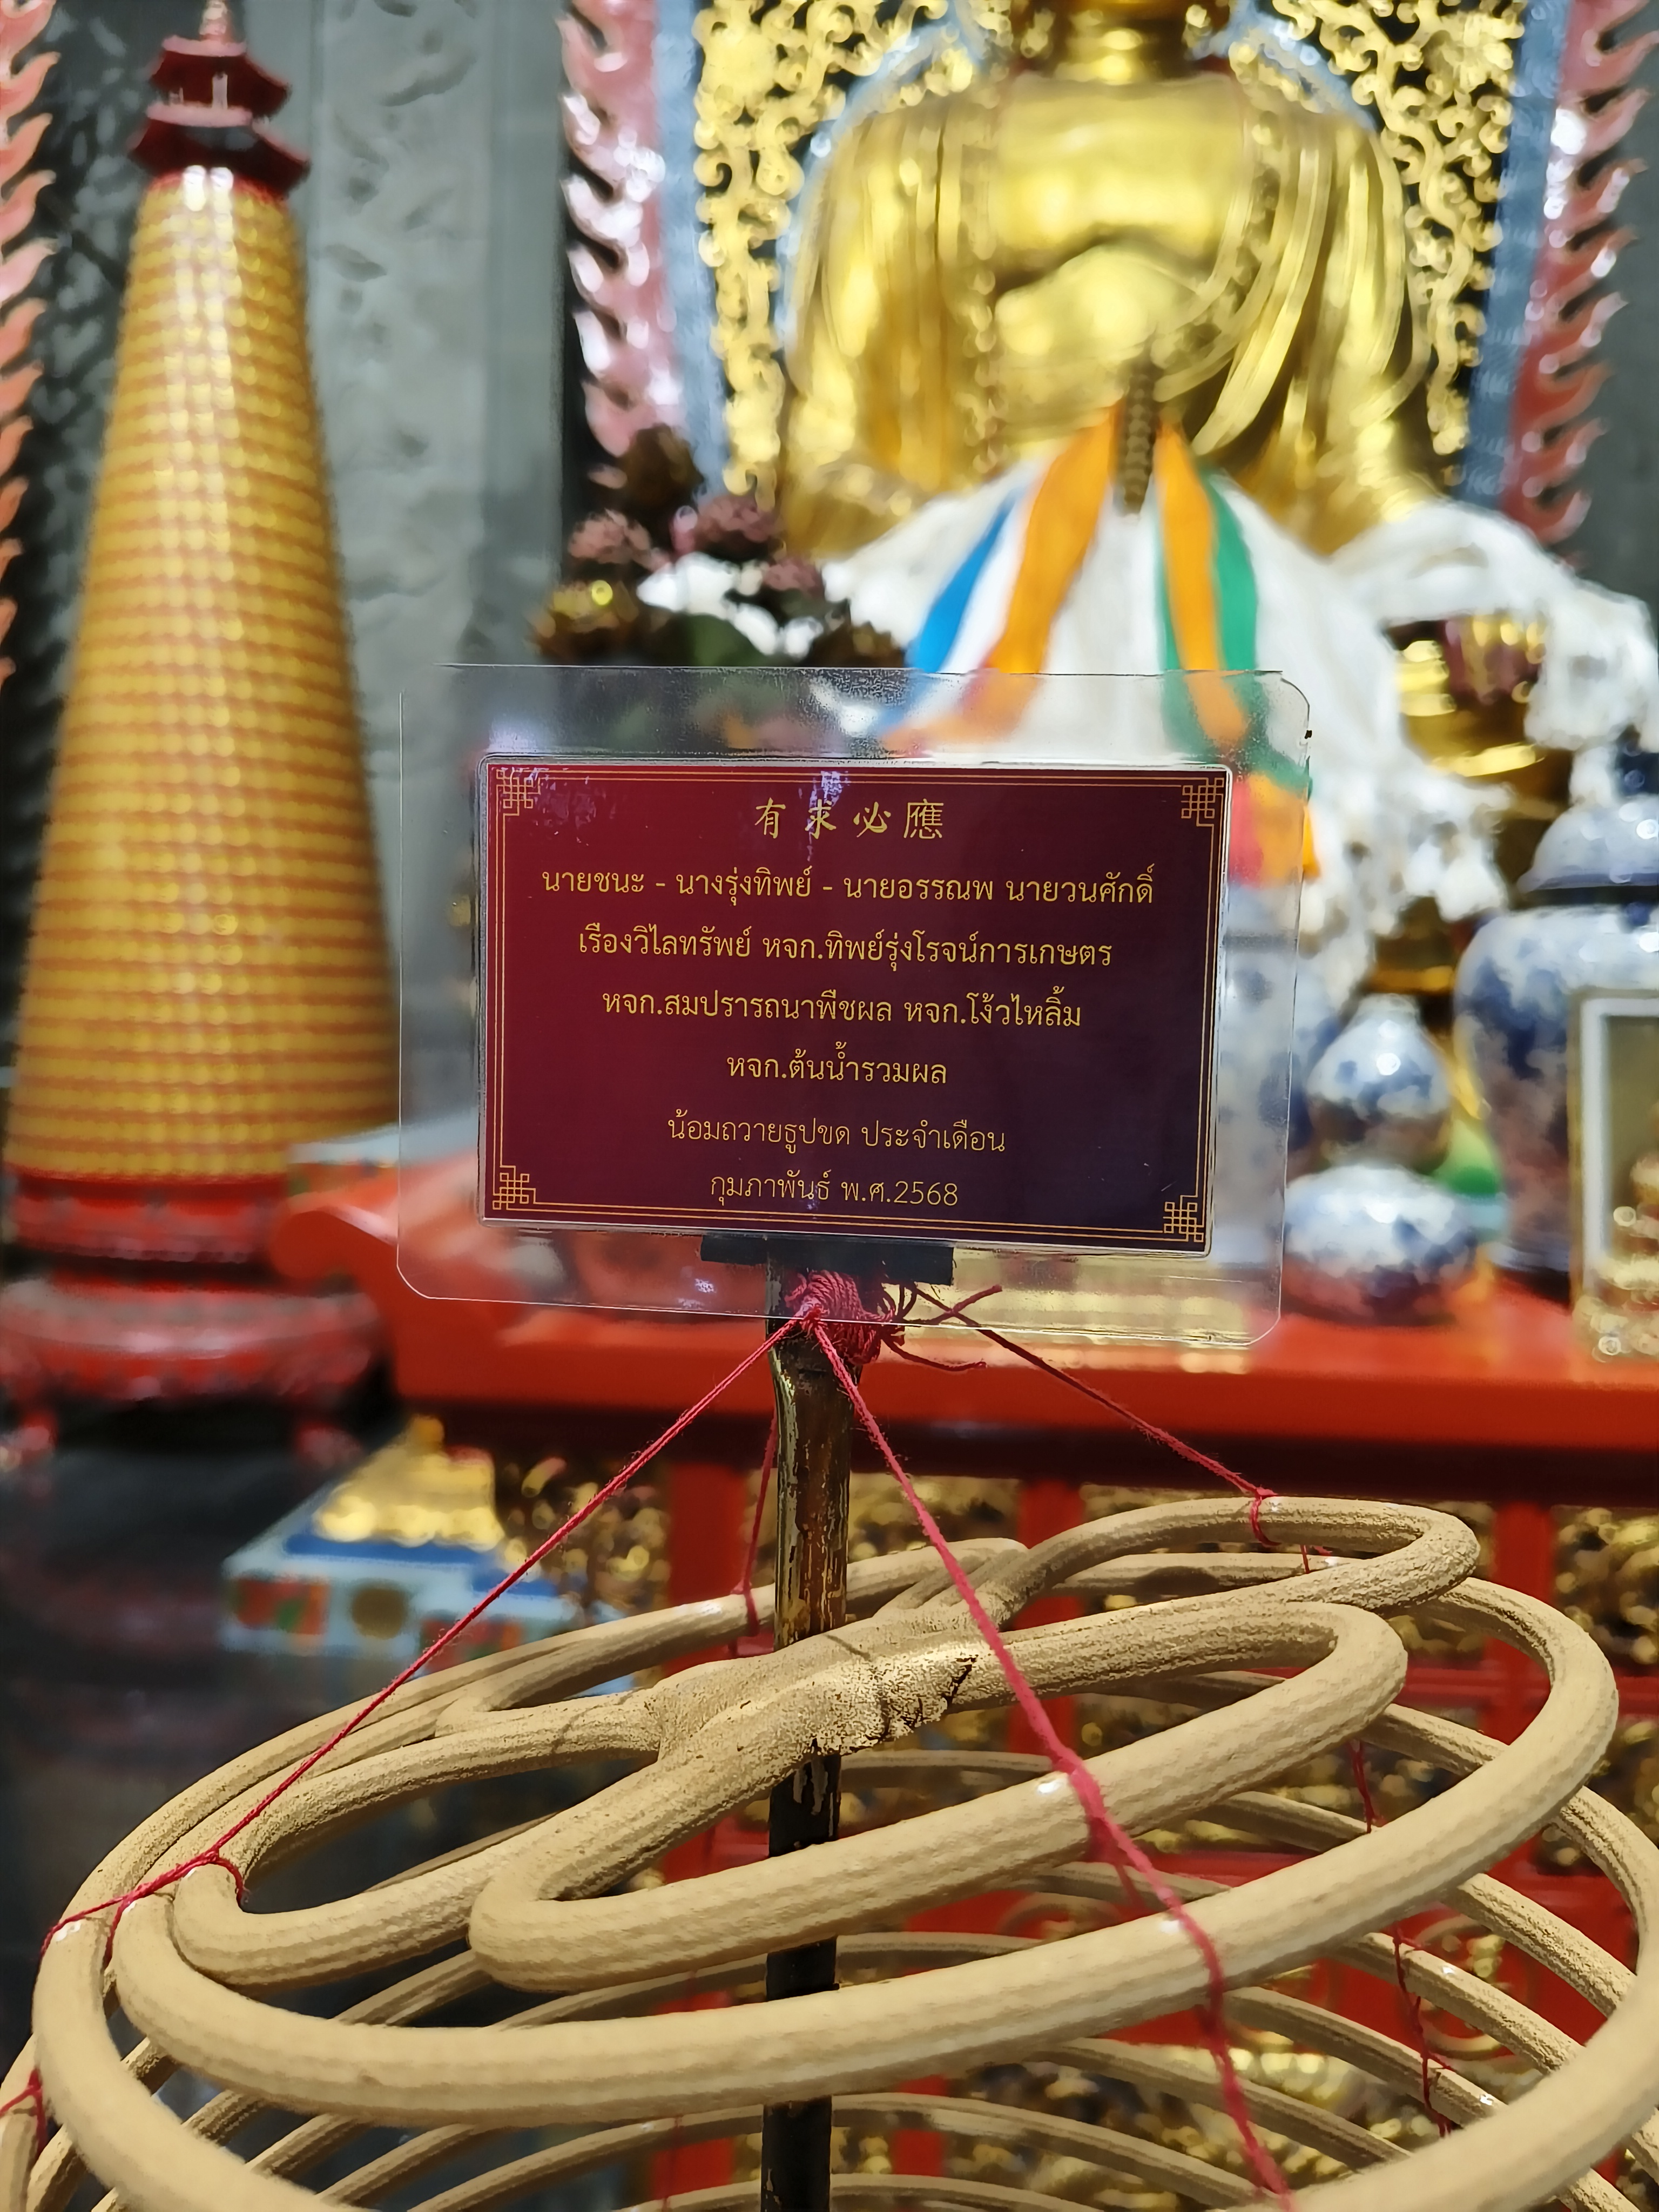 有求必應
นายชนะ - นางรุ่งทิพย์ - นายอรรณพ นายวนศักดิ์
เรืองวิไลทรัพย์ หจก.ทิพย์รุ่งโรจน์การเกษตร
หจก.สมปรารถนาพืชผล หจก.โง้วไหลิ้ม
หจก.ต้นน้ำรวมผล
น้อมถวายธูปขด ประจำเดือน
กุมภาพันธ์ พ.ศ.2568